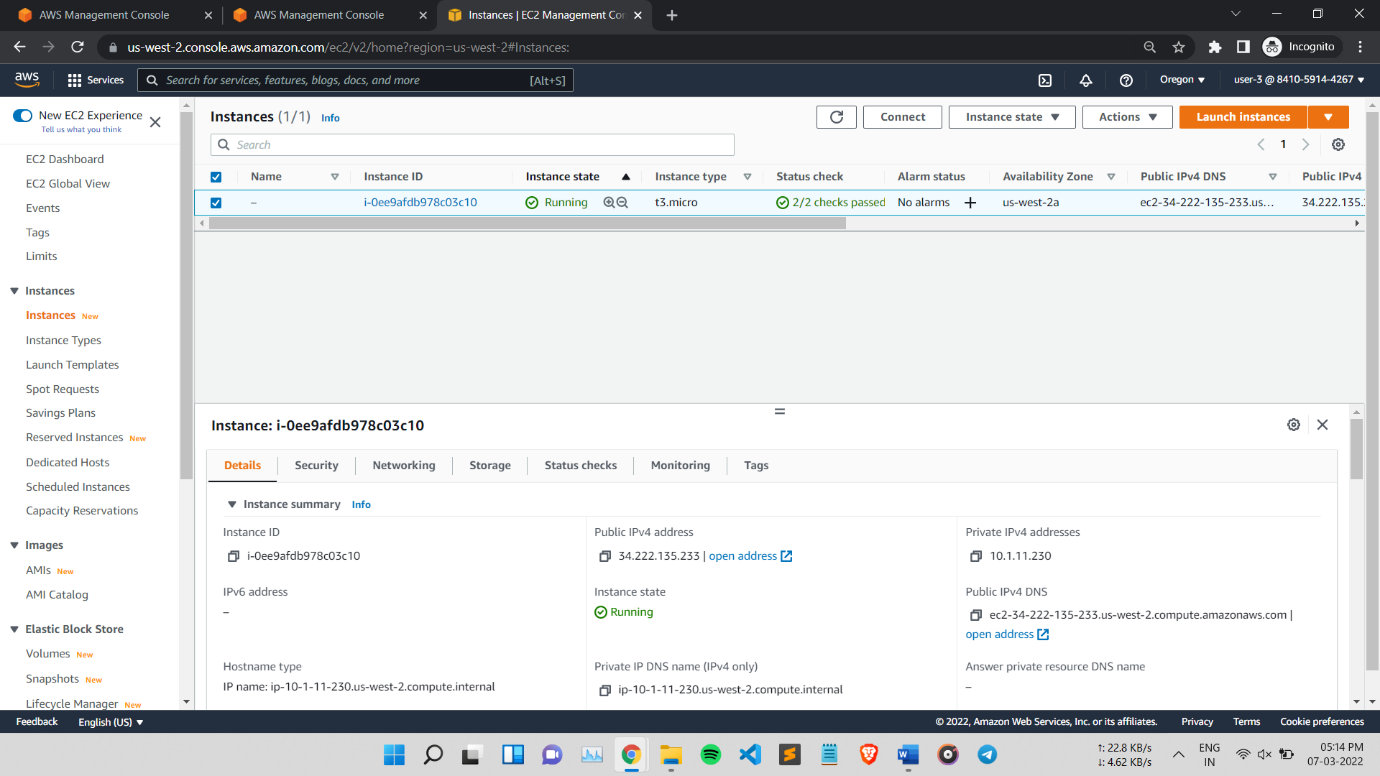 AWS Management Console
AWS Management Console
Instances | EC2 Management Con
us-west-2.console.aws.amazon.com/ec2/v2/home?region=us-west-2#Instances:
Incognito
aws
Services
Search for services, features, blogs, docs, and more
[Alt+S]
Oregon
user-3 @ 8410-5914-4267
New EC2 Experience
Tell us what you think
EC2 Dashboard
EC2 Global View
Events
Tags
Limits
Instances
Instances New
Instance Types
Launch Templates
Spot Requests
Savings Plans
Reserved Instances New
Dedicated Hosts
Scheduled Instances
Capacity Reservations
Images
AMIs New
AMI Catalog
Elastic Block Store
Volumes New
Snapshots New
Lifecycle Manager New
Instances (1/1) Info
Connect
Instance state
Actions
Launch instances
Search
1
Name Instance ID Instance state Instance type Status check Alarm status Availability Zone Public IPv4 DNS Public IPv4
– i-0ee9afdb978c03c10 Running t3.micro 2/2 checks passed No alarms + us-west-2a ec2-34-222-135-233.us... 34.222.135.
Instance: i-0ee9afdb978c03c10
Details Security Networking Storage Status checks Monitoring Tags
Instance summary Info
Instance ID
i-0ee9afdb978c03c10
Public IPv4 address
34.222.135.233 | open address
Private IPv4 addresses
10.1.11.230
IPv6 address
–
Instance state
Running
Public IPv4 DNS
ec2-34-222-135-233.us-west-2.compute.amazonaws.com |
open address
Hostname type
IP name: ip-10-1-11-230.us-west-2.compute.internal
Private IP DNS name (IPv4 only)
ip-10-1-11-230.us-west-2.compute.internal
Answer private resource DNS name
–
Feedback
English (US)
© 2022, Amazon Web Services, Inc. or its affiliates.
Privacy
Terms
Cookie preferences
↑: 22.8 KB/s
↓: 4.62 KB/s
ENG
IN
05:14 PM
07-03-2022